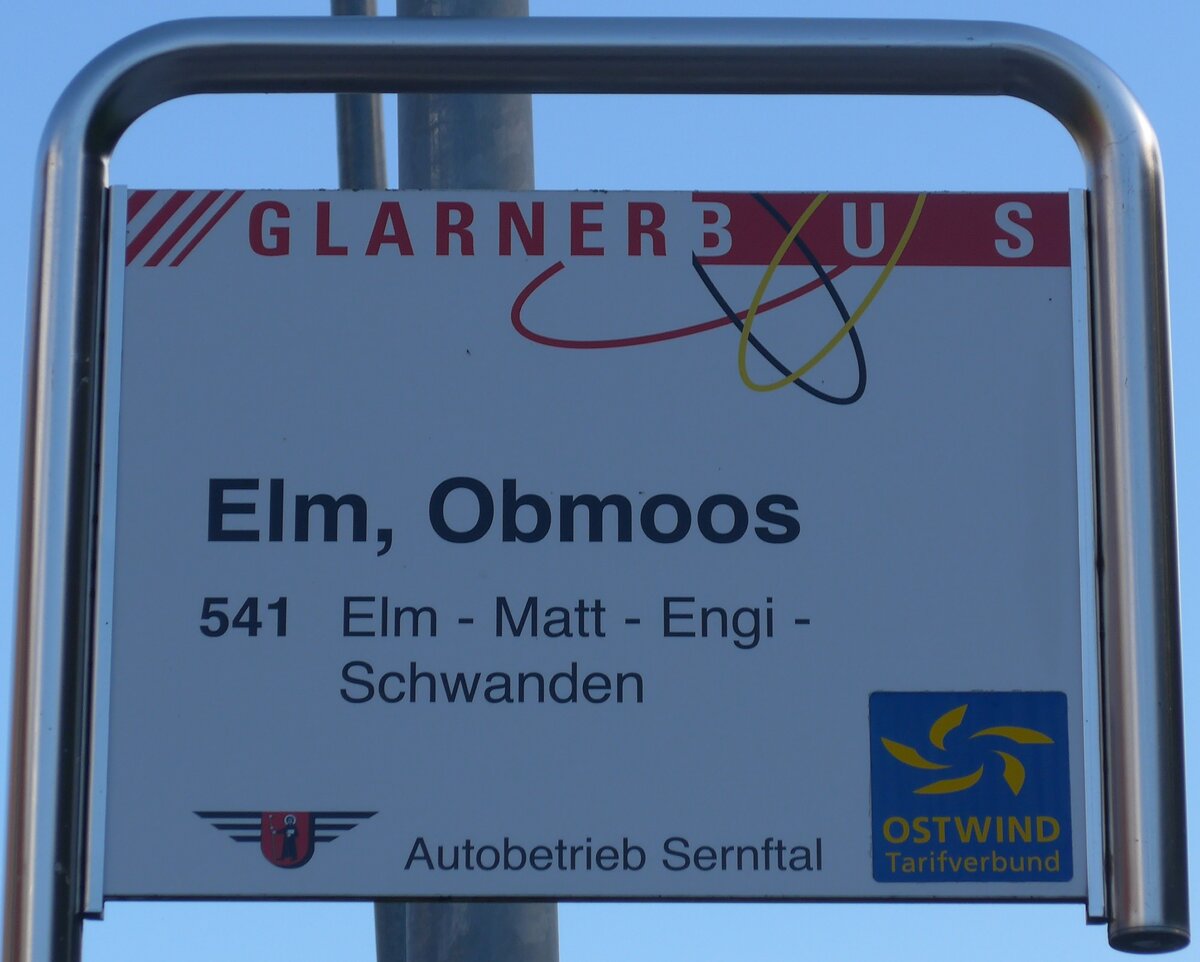 GLARNERBUS
Elm, Obmoos
541 Elm - Matt - Engi -
Schwanden
Autobetrieb Sernftal
OSTWIND
Tarifverbund